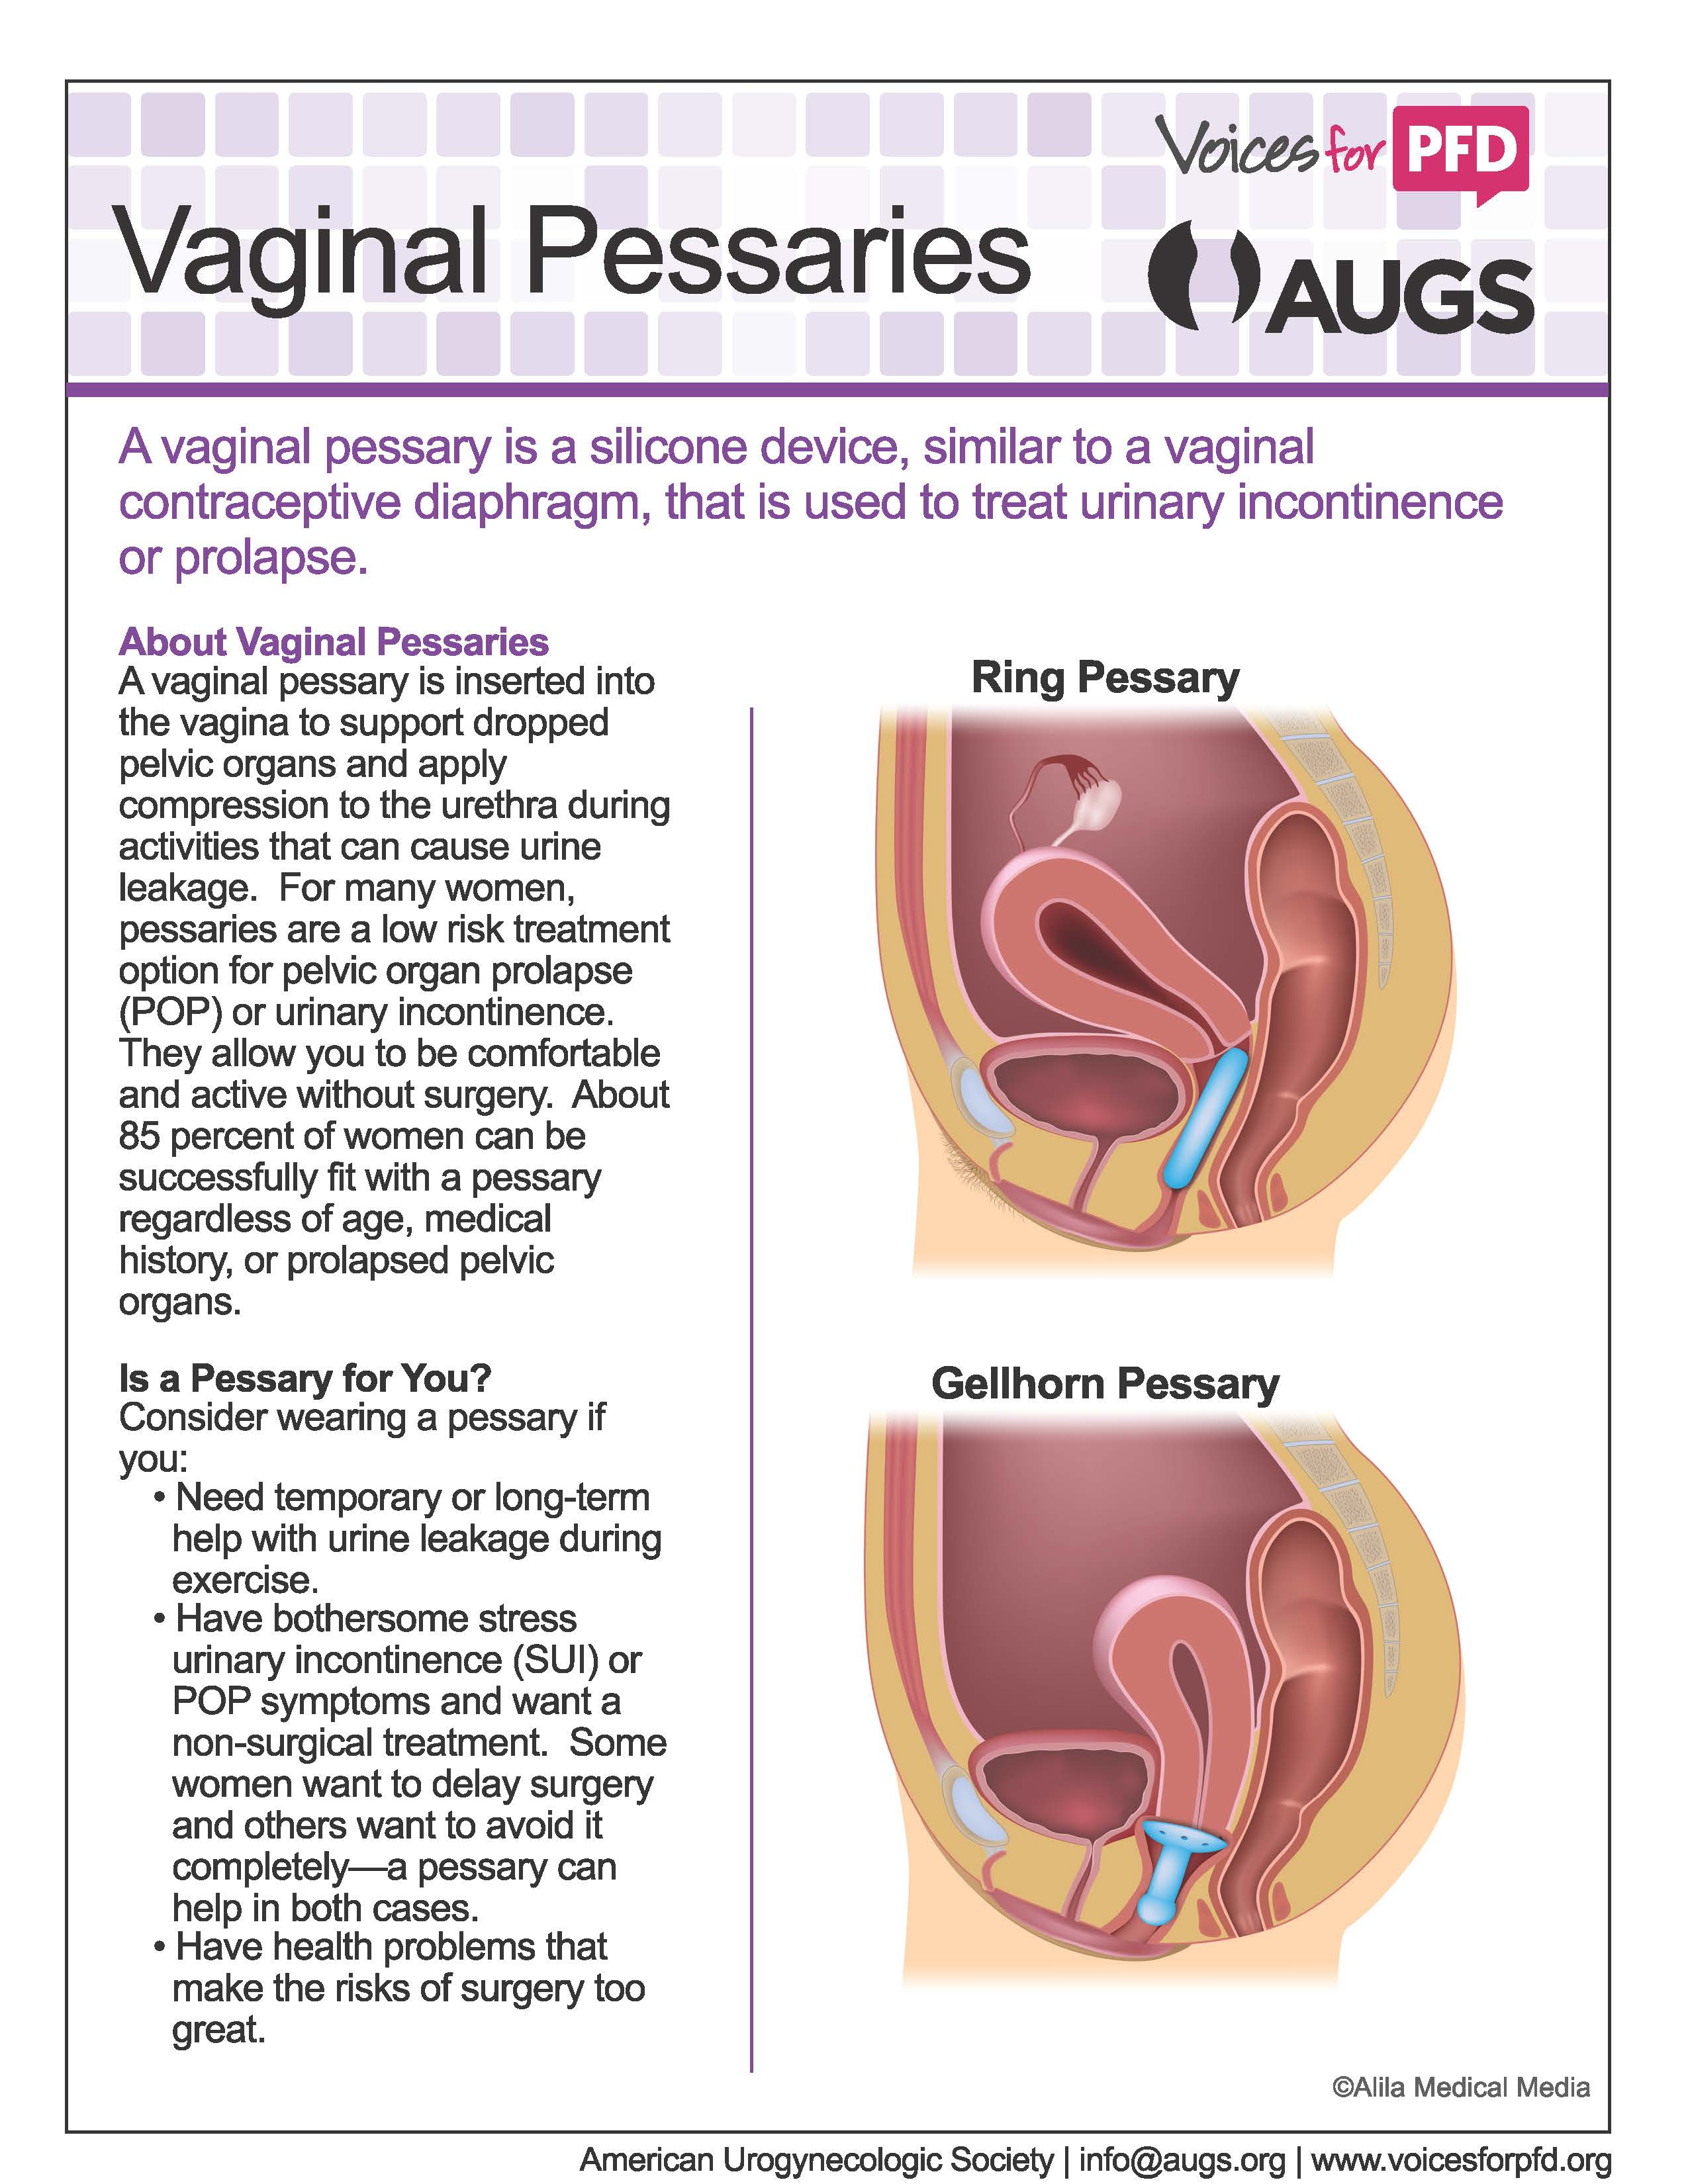 Voices for PFD
Vaginal Pessaries
AUGS
A vaginal pessary is a silicone device, similar to a vaginal
contraceptive diaphragm, that is used to treat urinary incontinence
or prolapse.
About Vaginal Pessaries
A vaginal pessary is inserted into
the vagina to support dropped
pelvic organs and apply
compression to the urethra during
activities that can cause urine
leakage.  For many women,
pessaries are a low risk treatment
option for pelvic organ prolapse
(POP) or urinary incontinence.
They allow you to be comfortable
and active without surgery.  About
85 percent of women can be
successfully fit with a pessary
regardless of age, medical
history, or prolapsed pelvic
organs.
Is a Pessary for You?
Consider wearing a pessary if
you:
• Need temporary or long-term
help with urine leakage during
exercise.
• Have bothersome stress
urinary incontinence (SUI) or
POP symptoms and want a
non-surgical treatment.  Some
women want to delay surgery
and others want to avoid it
completely—a pessary can
help in both cases.
• Have health problems that
make the risks of surgery too
great.
Ring Pessary
Gellhorn Pessary
©Alila Medical Media
American Urogynecologic Society | info@augs.org | www.voicesforpfd.org